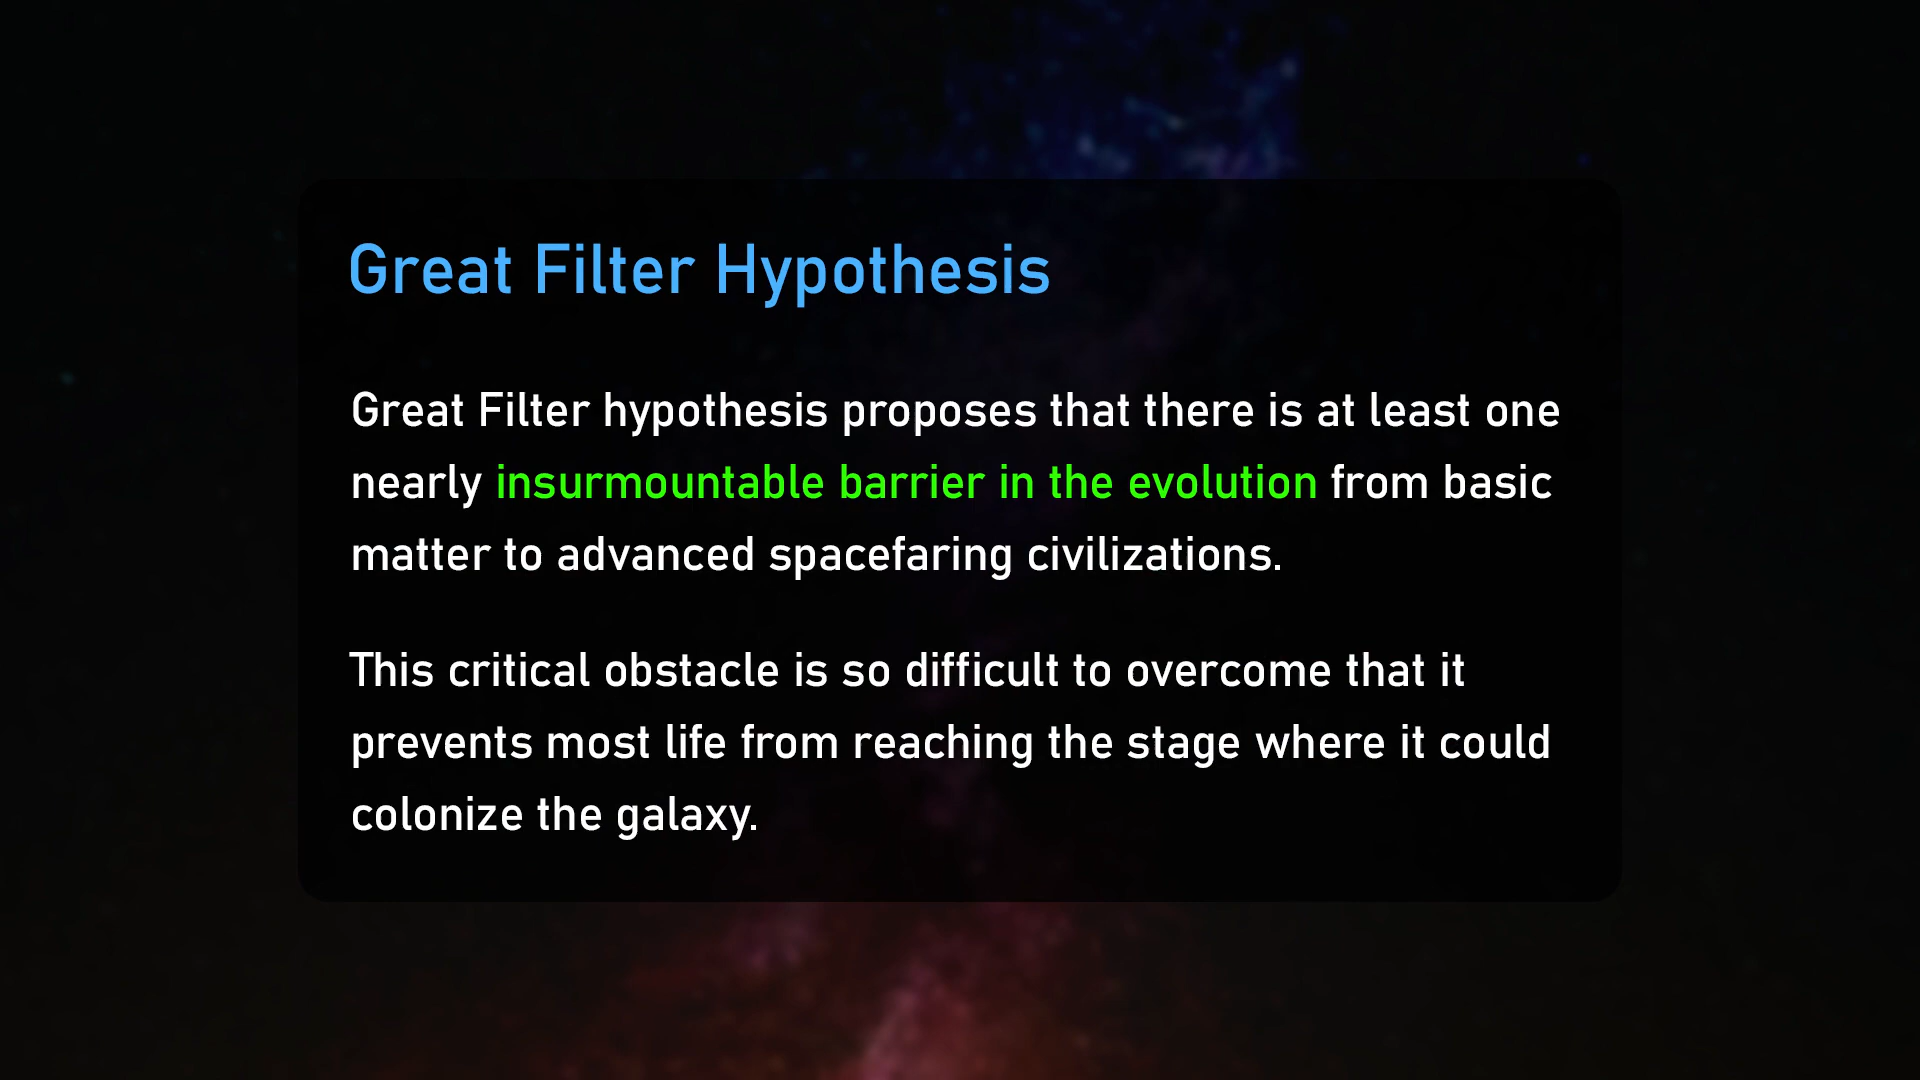 Great Filter Hypothesis
Great Filter hypothesis proposes that there is at least one
nearly insurmountable barrier in the evolution from basic
matter to advanced spacefaring civilizations.
This critical obstacle is so difficult to overcome that it
prevents most life from reaching the stage where it could
colonize the galaxy.